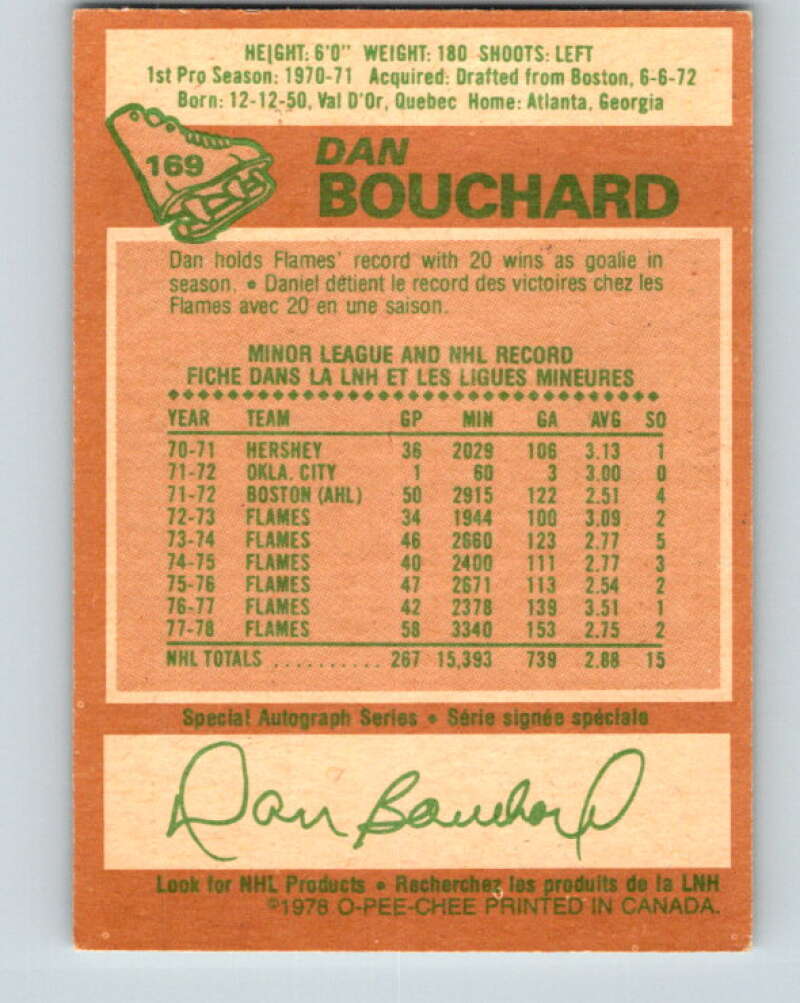 HEIGHT: 6'0" WEIGHT: 180 SHOOTS: LEFT
1st Pro Season: 1970-71 Acquired: Drafted from Boston, 6-6-72
Born: 12-12-50, Val D'Or, Quebec Home: Atlanta, Georgia
169
DAN
BOUCHARD
Dan holds Flames' record with 20 wins as goalie in
season. • Daniel détient le record des victoires chez les
Flames avec 20 en une saison.
MINOR LEAGUE AND NHL RECORD
FICHE DANS LA LNH ET LES LIGUES MINEURES
YEAR TEAM GP MIN GA AVG SO
70-71 HERSHEY 36 2029 106 3.13 1
71-72 OKLA. CITY 1 60 3 3.00 0
71-72 BOSTON (AHL) 50 2915 122 2.51 4
72-73 FLAMES 34 1944 100 3.09 2
73-74 FLAMES 46 2660 123 2.77 5
74-75 FLAMES 40 2400 111 2.77 3
75-76 FLAMES 47 2671 113 2.54 2
76-77 FLAMES 42 2378 139 3.51 1
77-78 FLAMES 58 3340 153 2.75 2
NHL TOTALS .......... 267 15,393 739 2.88 15
Special Autograph Series • Série signée spéciale
Dan Bouchard
Look for NHL Products • Recherchez les produits de la LNH
©1978 O-PEE-CHEE PRINTED IN CANADA.